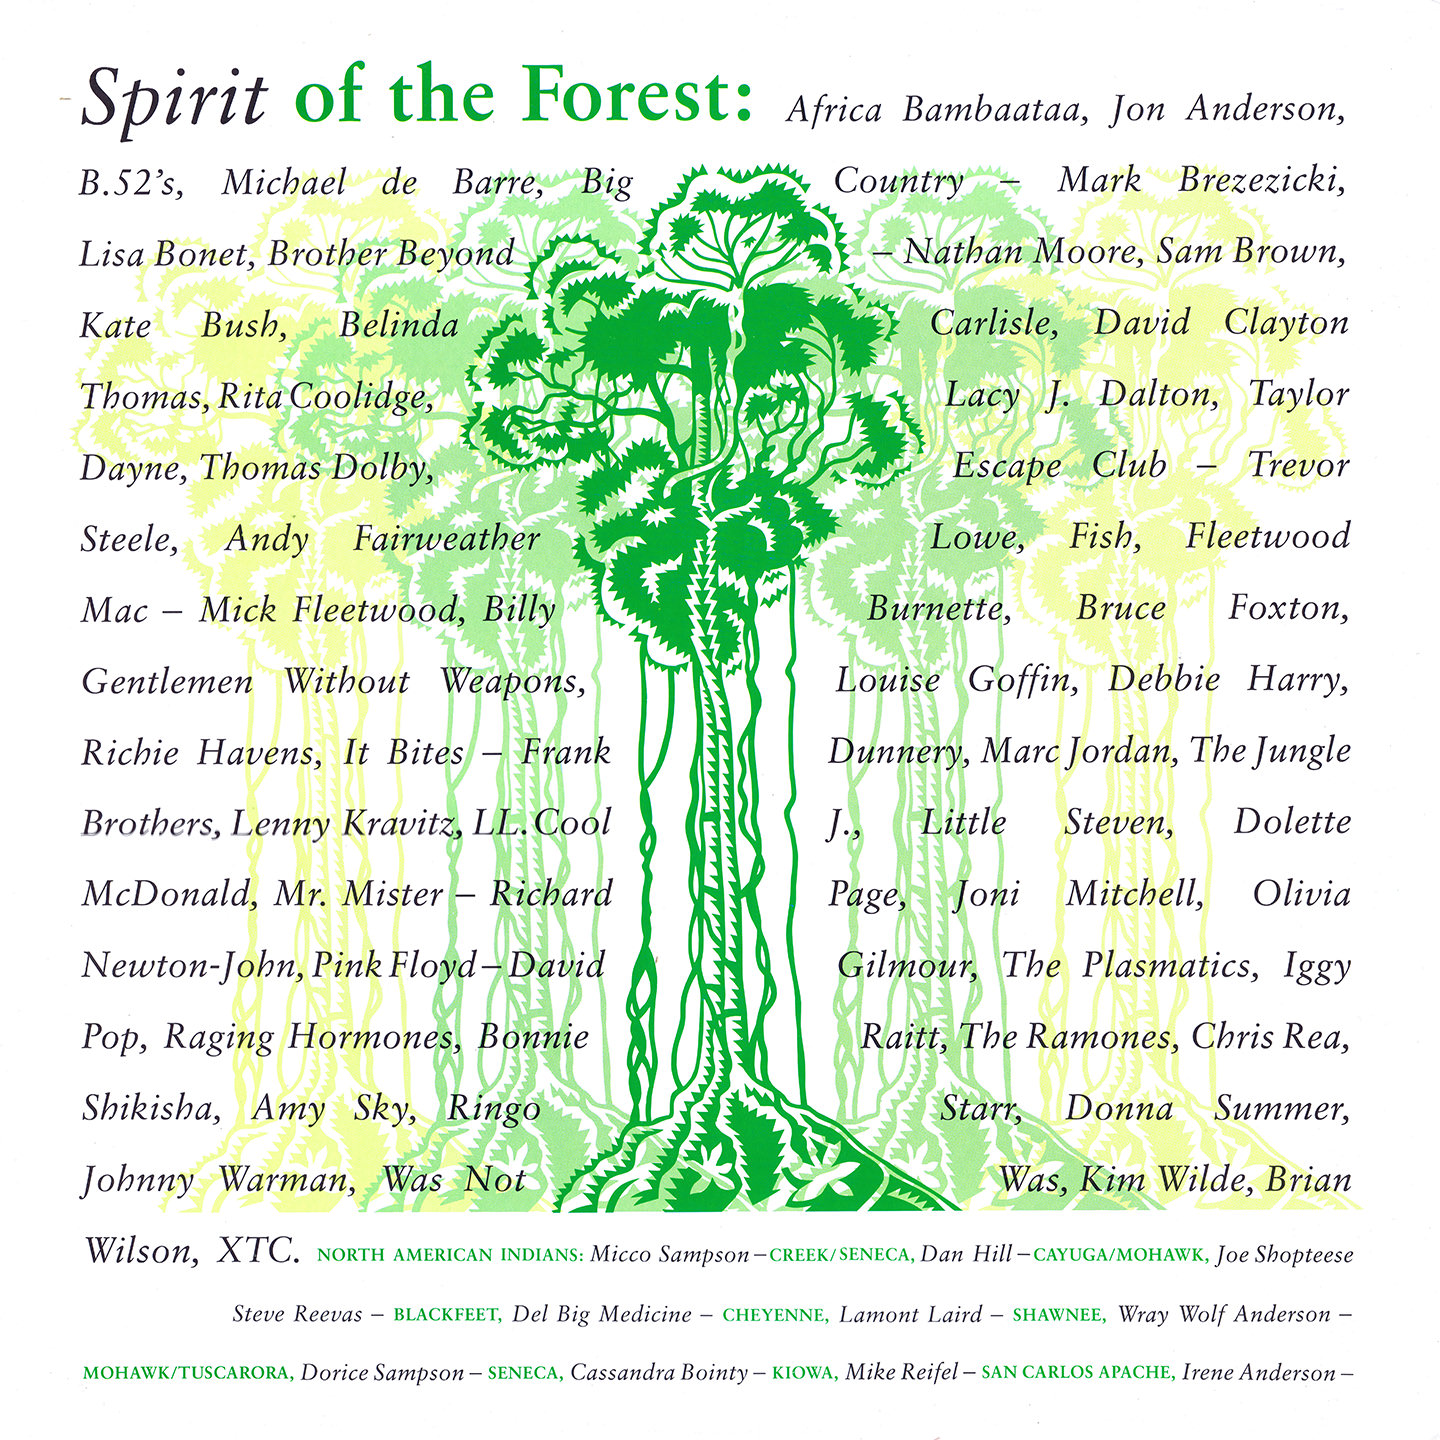 Spirit of the Forest: Africa Bambaataa, Jon Anderson,
B.52's, Michael de Barre, Big Country – Mark Brezezicki,
Lisa Bonet, Brother Beyond – Nathan Moore, Sam Brown,
Kate Bush, Belinda Carlisle, David Clayton
Thomas, Rita Coolidge, Lacy J. Dalton, Taylor
Dayne, Thomas Dolby, Escape Club – Trevor
Steele, Andy Fairweather Lowe, Fish, Fleetwood
Mac – Mick Fleetwood, Billy Burnette, Bruce Foxton,
Gentlemen Without Weapons, Louise Goffin, Debbie Harry,
Richie Havens, It Bites – Frank Dunnery, Marc Jordan, The Jungle
Brothers, Lenny Kravitz, LL. Cool J., Little Steven, Dolette
McDonald, Mr. Mister – Richard Page, Joni Mitchell, Olivia
Newton-John, Pink Floyd – David Gilmour, The Plasmatics, Iggy
Pop, Raging Hormones, Bonnie Raitt, The Ramones, Chris Rea,
Shikisha, Amy Sky, Ringo Starr, Donna Summer,
Johnny Warman, Was Not Was, Kim Wilde, Brian
Wilson, XTC. NORTH AMERICAN INDIANS: Micco Sampson – CREEK/SENECA, Dan Hill – CAYUGA/MOHAWK, Joe Shopteese
Steve Reevas – BLACKFEET, Del Big Medicine – CHEYENNE, Lamont Laird – SHAWNEE, Wray Wolf Anderson –
MOHAWK/TUSCARORA, Dorice Sampson – SENECA, Cassandra Bointy – KIOWA, Mike Reifel – SAN CARLOS APACHE, Irene Anderson –